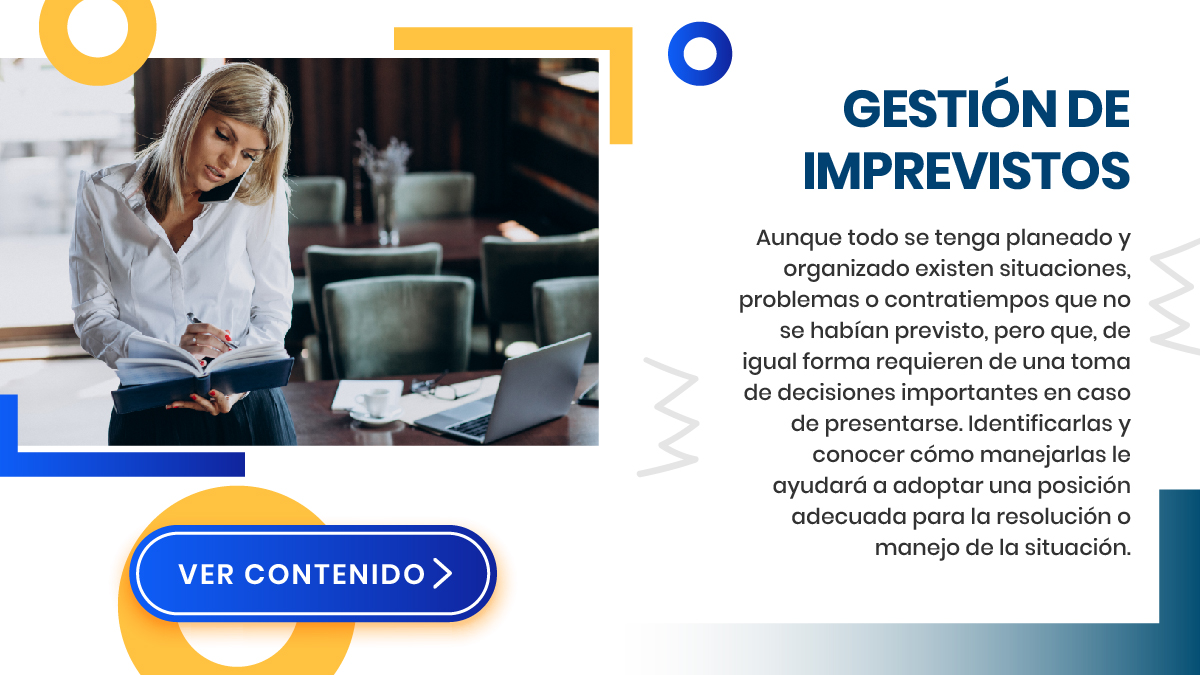 GESTIÓN DE
IMPREVISTOS
Aunque todo se tenga planeado y
organizado existen situaciones,
problemas o contratiempos que no
se habían previsto, pero que, de
igual forma requieren de una toma
de decisiones importantes en caso
de presentarse. Identificarlas y
conocer cómo manejarlas le
ayudará a adoptar una posición
adecuada para la resolución o
manejo de la situación.
VER CONTENIDO